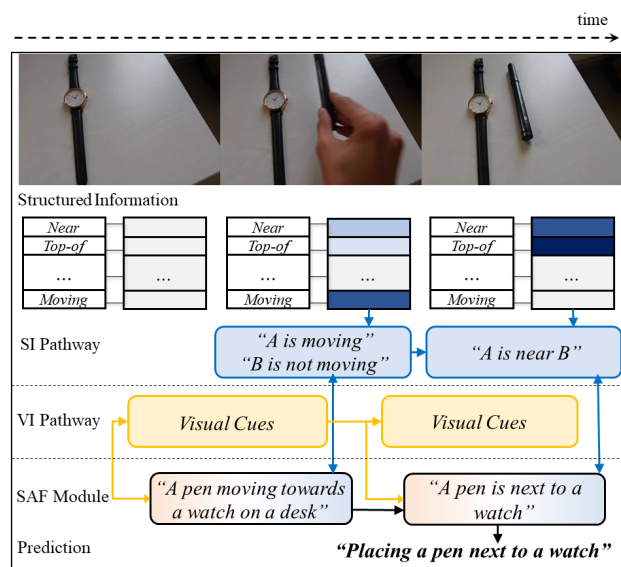 time
Structured Information
Near
Top-of
...
Moving
...
Near
Top-of
...
Moving
...
Near
Top-of
...
Moving
...
SI Pathway
“A is moving”
“B is not moving”
“A is near B”
VI Pathway
Visual Cues
Visual Cues
SAF Module
“A pen moving towards
a watch on a desk”
“A pen is next to a
watch”
Prediction
“Placing a pen next to a watch”